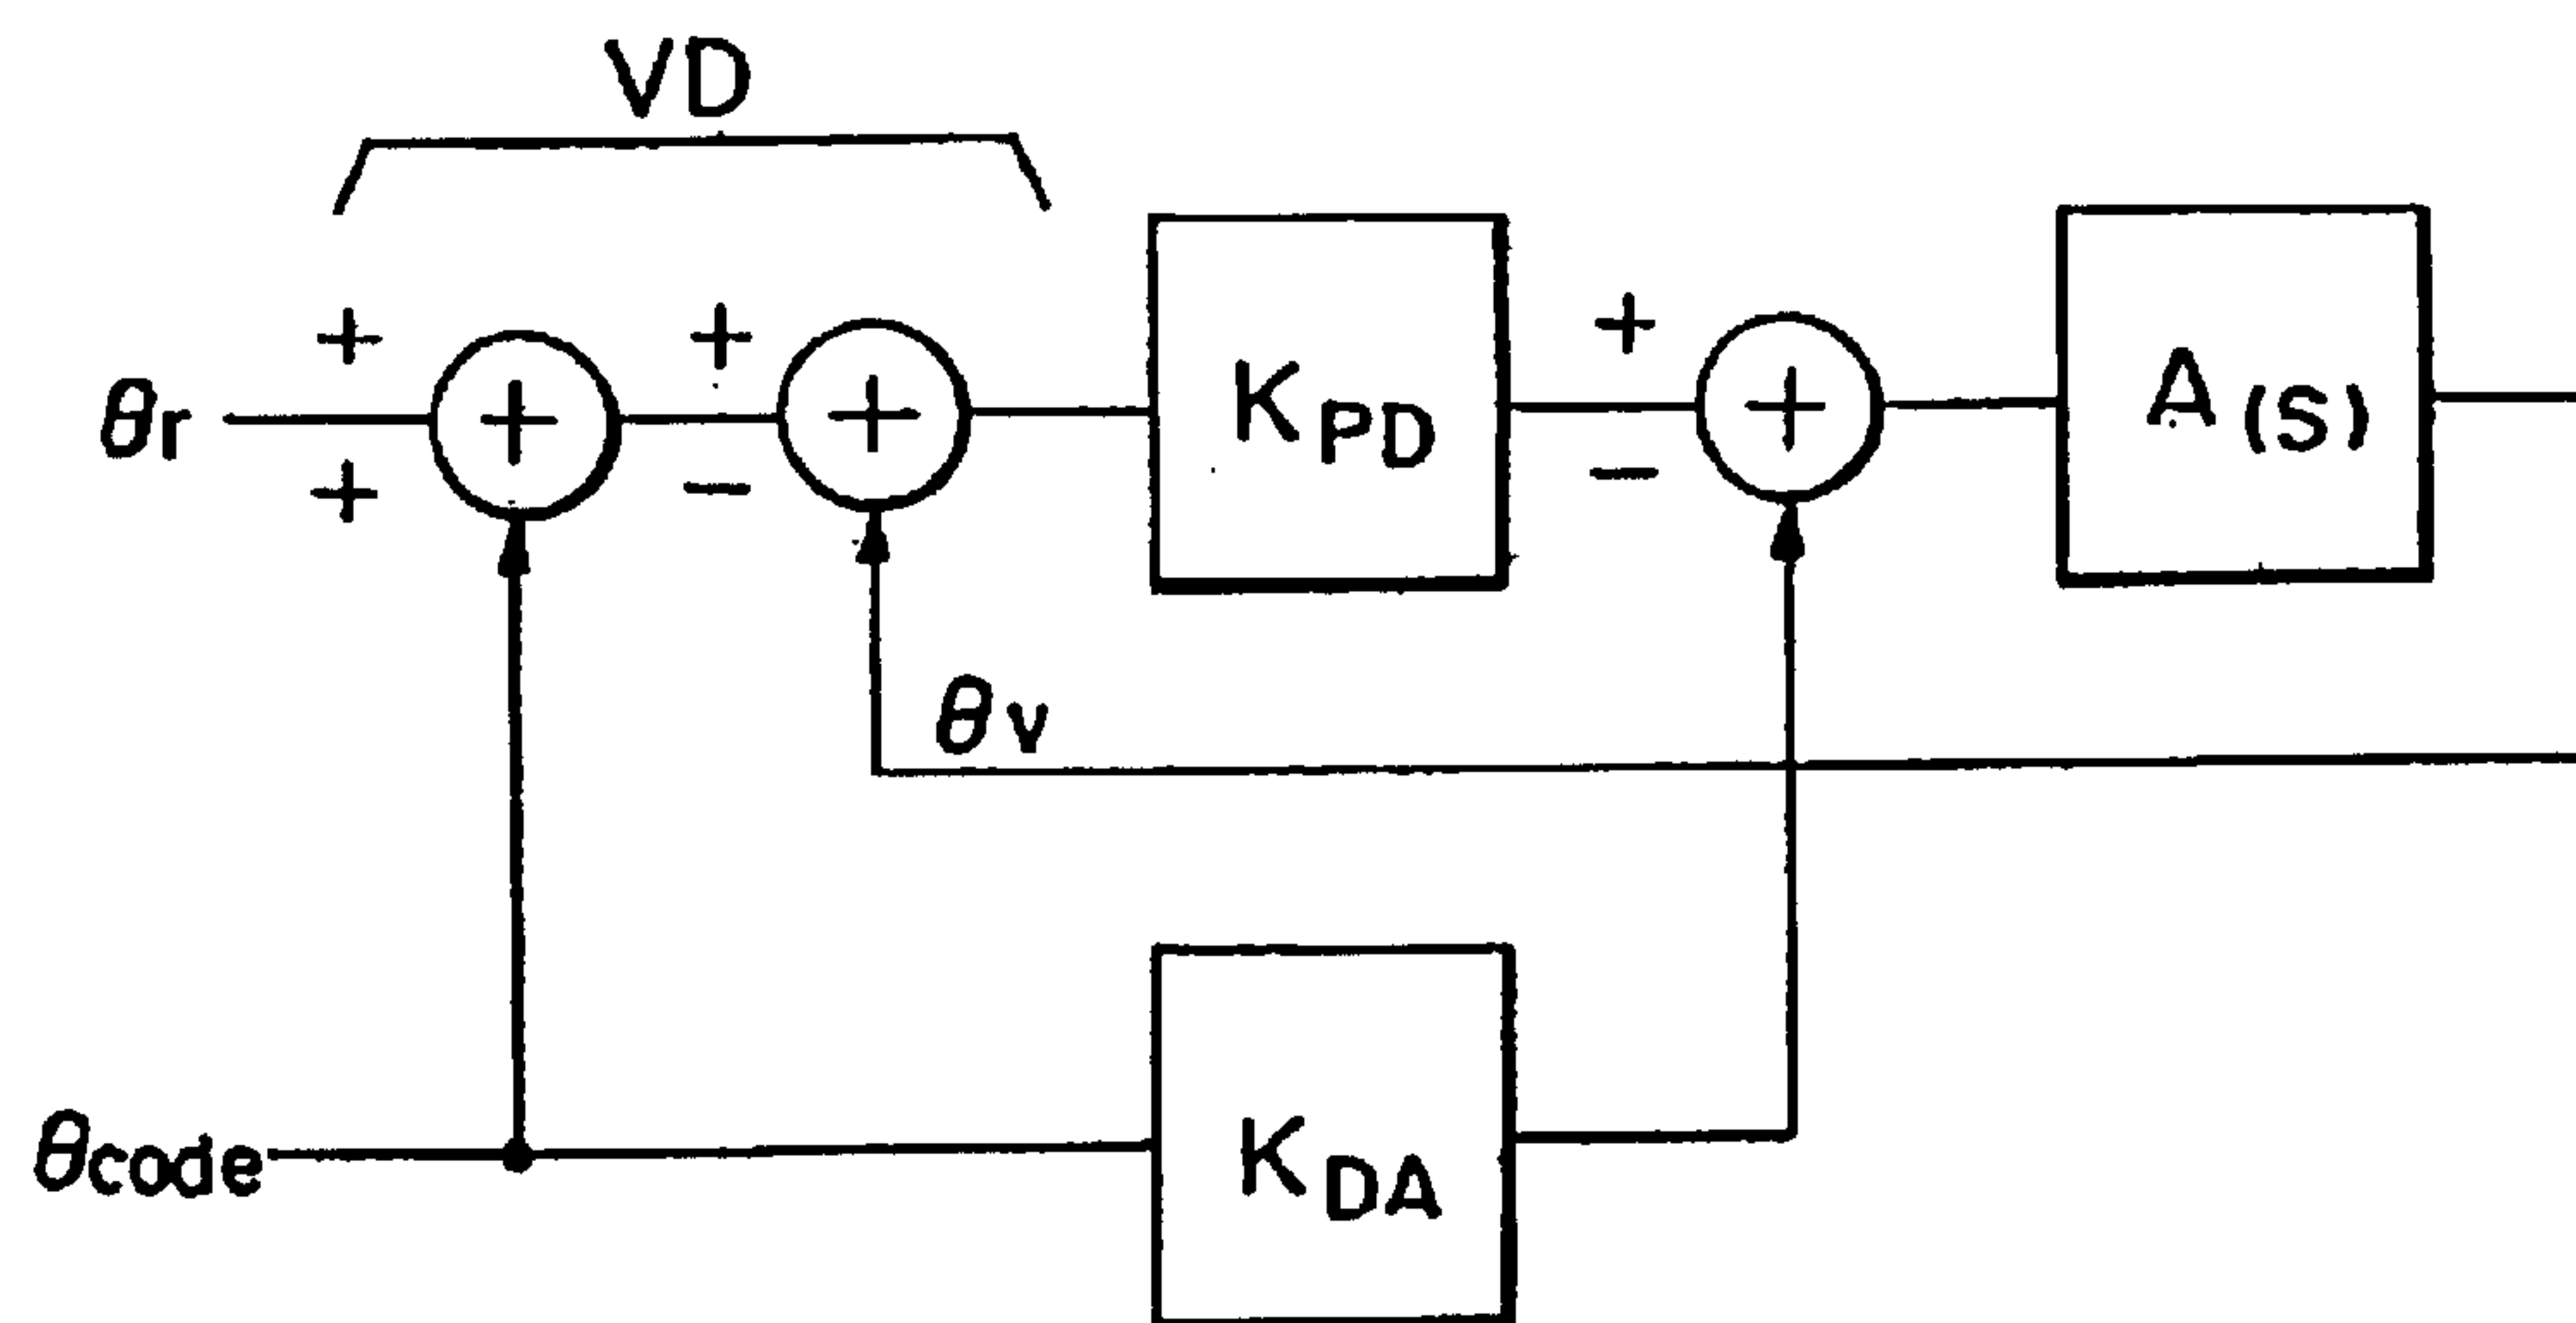 VD
+ + +
θr + + + KPD + A(S)
+ − −
θv
θcode KDA